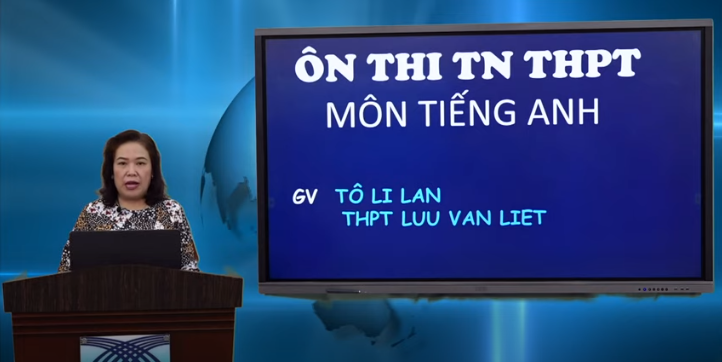 ÔN THI TN THPT
MÔN TIẾNG ANH
GV TÔ LI LAN
THPT LUU VAN LIET